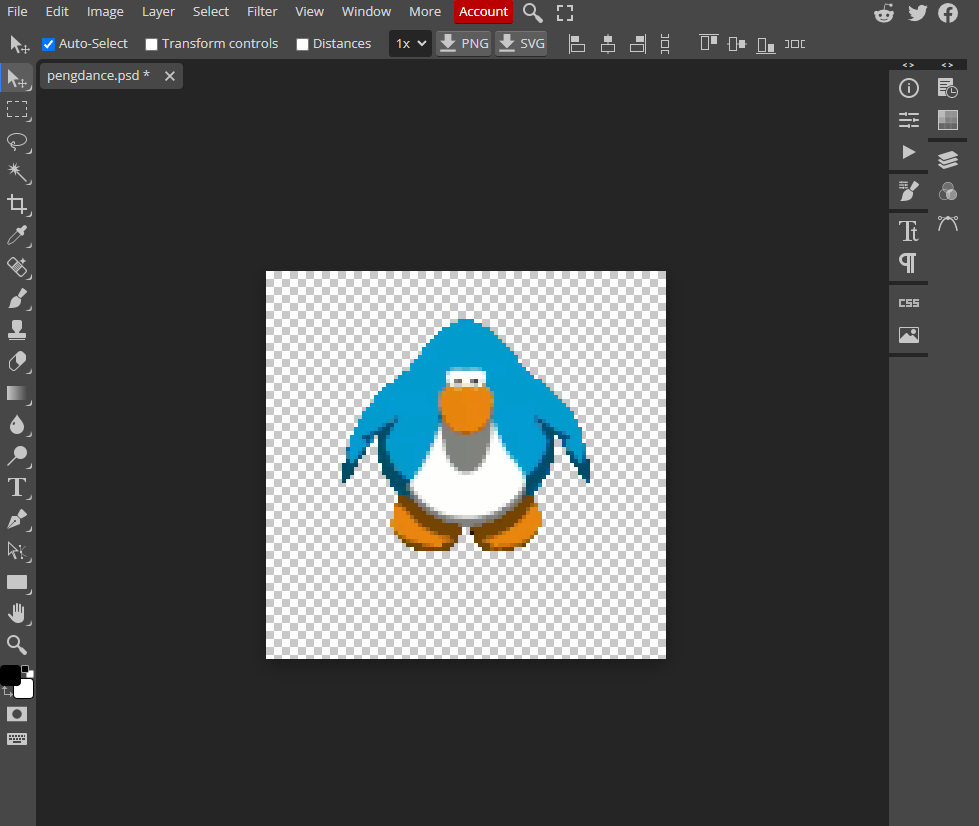 File Edit Image Layer Select Filter View Window More Account
Auto-Select Transform controls Distances 1x PNG SVG
pengdance.psd *
< > < >
T
Tt
CSS